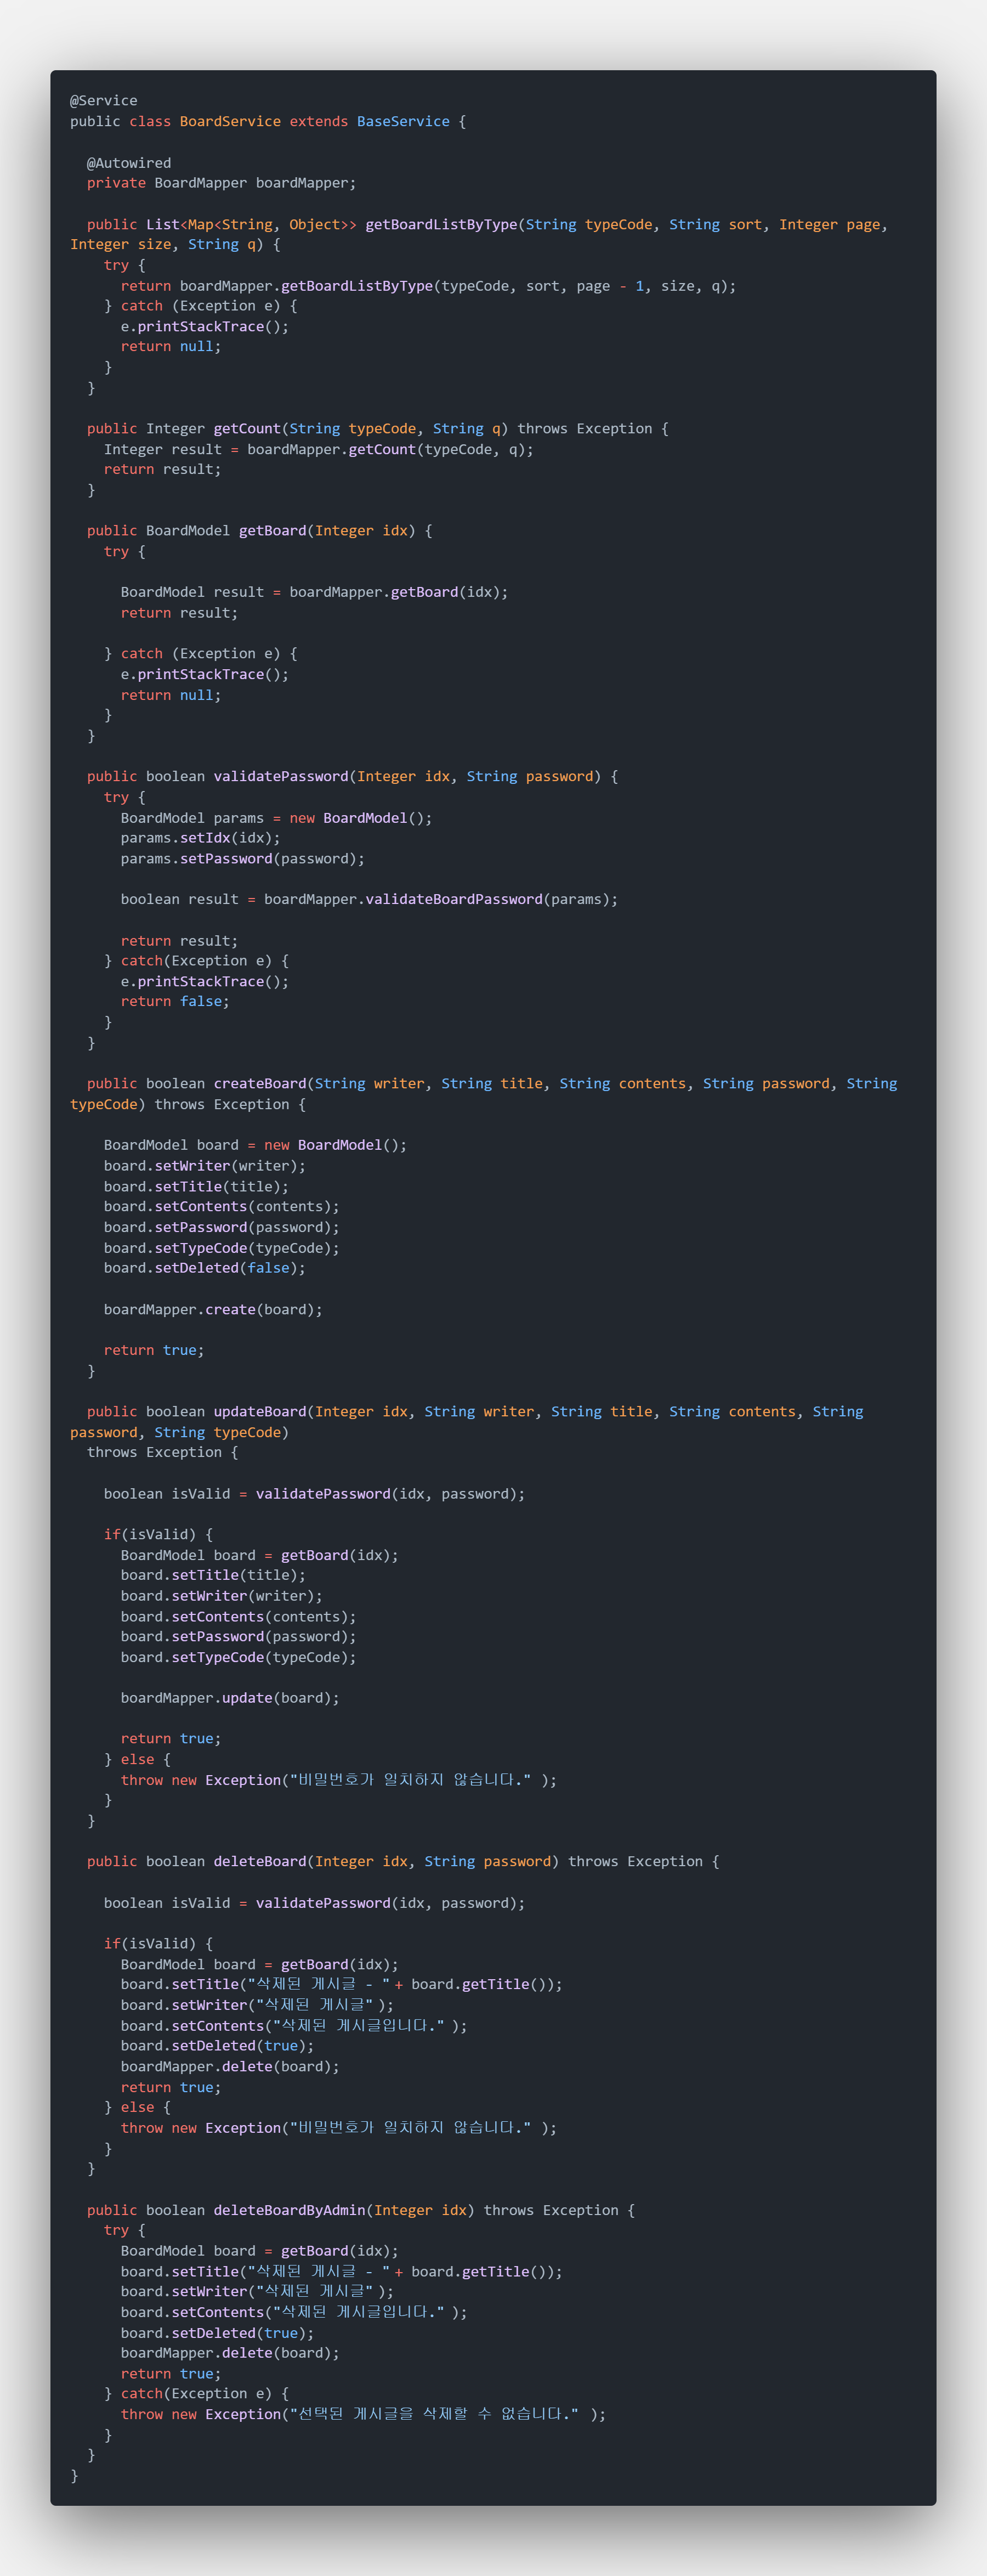 @Service
public class BoardService extends BaseService {
@Autowired
private BoardMapper boardMapper;
public List<Map<String, Object>> getBoardListByType(String typeCode, String sort, Integer page,
Integer size, String q) {
try {
return boardMapper.getBoardListByType(typeCode, sort, page - 1, size, q);
} catch (Exception e) {
e.printStackTrace();
return null;
}
}
public Integer getCount(String typeCode, String q) throws Exception {
Integer result = boardMapper.getCount(typeCode, q);
return result;
}
public BoardModel getBoard(Integer idx) {
try {
BoardModel result = boardMapper.getBoard(idx);
return result;
} catch (Exception e) {
e.printStackTrace();
return null;
}
}
public boolean validatePassword(Integer idx, String password) {
try {
BoardModel params = new BoardModel();
params.setIdx(idx);
params.setPassword(password);
boolean result = boardMapper.validateBoardPassword(params);
return result;
} catch(Exception e) {
e.printStackTrace();
return false;
}
}
public boolean createBoard(String writer, String title, String contents, String password, String
typeCode) throws Exception {
BoardModel board = new BoardModel();
board.setWriter(writer);
board.setTitle(title);
board.setContents(contents);
board.setPassword(password);
board.setTypeCode(typeCode);
board.setDeleted(false);
boardMapper.create(board);
return true;
}
public boolean updateBoard(Integer idx, String writer, String title, String contents, String
password, String typeCode)
throws Exception {
boolean isValid = validatePassword(idx, password);
if(isValid) {
BoardModel board = getBoard(idx);
board.setTitle(title);
board.setWriter(writer);
board.setContents(contents);
board.setPassword(password);
board.setTypeCode(typeCode);
boardMapper.update(board);
return true;
} else {
throw new Exception("비밀번호가 일치하지 않습니다." );
}
}
public boolean deleteBoard(Integer idx, String password) throws Exception {
boolean isValid = validatePassword(idx, password);
if(isValid) {
BoardModel board = getBoard(idx);
board.setTitle("삭제된 게시글 - " + board.getTitle());
board.setWriter("삭제된 게시글" );
board.setContents("삭제된 게시글입니다." );
board.setDeleted(true);
boardMapper.delete(board);
return true;
} else {
throw new Exception("비밀번호가 일치하지 않습니다." );
}
}
public boolean deleteBoardByAdmin(Integer idx) throws Exception {
try {
BoardModel board = getBoard(idx);
board.setTitle("삭제된 게시글 - " + board.getTitle());
board.setWriter("삭제된 게시글" );
board.setContents("삭제된 게시글입니다." );
board.setDeleted(true);
boardMapper.delete(board);
return true;
} catch(Exception e) {
throw new Exception("선택된 게시글을 삭제할 수 없습니다." );
}
}
}